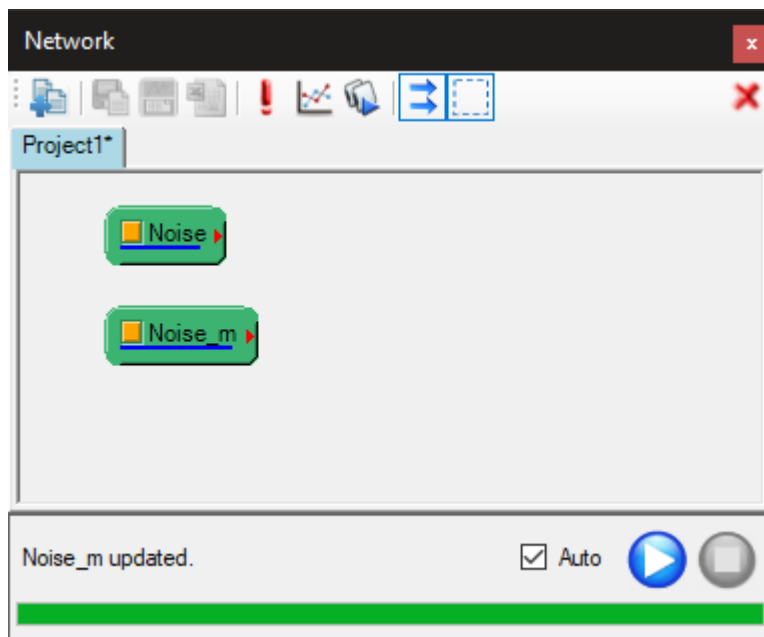 Network
Project1*
Noise
Noise_m
Noise_m updated.
Auto